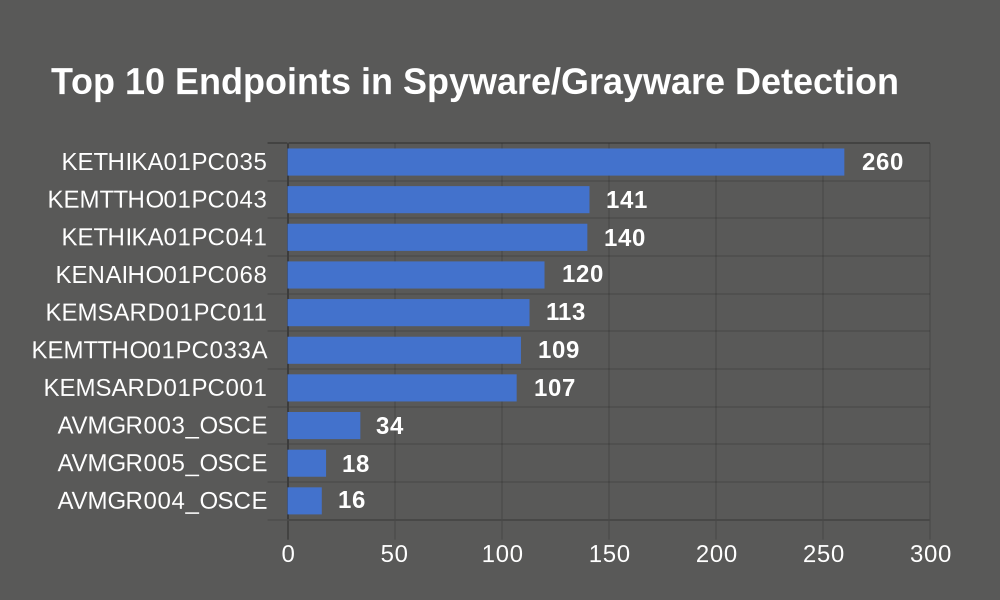 Top 10 Endpoints in Spyware/Grayware Detection
KETHIKA01PC035 260
KEMTTHO01PC043 141
KETHIKA01PC041 140
KENAIHO01PC068 120
KEMSARD01PC011 113
KEMTTHO01PC033A 109
KEMSARD01PC001 107
AVMGR003_OSCE 34
AVMGR005_OSCE 18
AVMGR004_OSCE 16
0 50 100 150 200 250 300